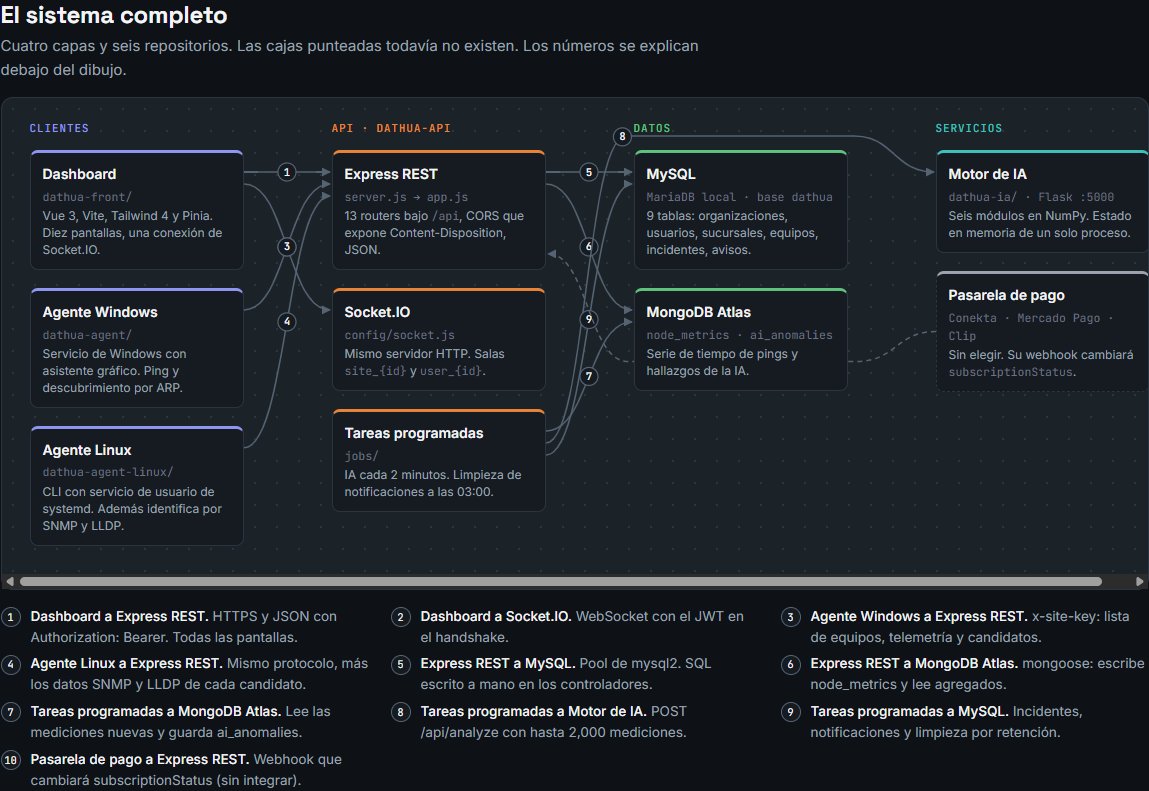 El sistema completo
Cuatro capas y seis repositorios. Las cajas punteadas todavía no existen. Los números se explican
debajo del dibujo.
CLIENTES
Dashboard
dathua-front/
Vue 3, Vite, Tailwind 4 y Pinia.
Diez pantallas, una conexión de
Socket.IO.
Agente Windows
dathua-agent/
Servicio de Windows con
asistente gráfico. Ping y
descubrimiento por ARP.
Agente Linux
dathua-agent-linux/
CLI con servicio de usuario de
systemd. Además identifica por
SNMP y LLDP.
1
3
4
API · DATHUA-API
Express REST
server.js → app.js
13 routers bajo /api, CORS que
expone Content-Disposition,
JSON.
Socket.IO
config/socket.js
Mismo servidor HTTP. Salas
site_{id} y user_{id}.
Tareas programadas
jobs/
IA cada 2 minutos. Limpieza de
notificaciones a las 03:00.
8
5
6
9
7
DATOS
MySQL
MariaDB local · base dathua
9 tablas: organizaciones,
usuarios, sucursales, equipos,
incidentes, avisos.
MongoDB Atlas
node_metrics · ai_anomalies
Serie de tiempo de pings y
hallazgos de la IA.
SERVICIOS
Motor de IA
dathua-ia/ · Flask :5000
Seis módulos en NumPy. Estado
en memoria de un solo proceso.
Pasarela de pago
Conekta · Mercado Pago ·
Clip
Sin elegir. Su webhook cambiará
subscriptionStatus.
1 Dashboard a Express REST. HTTPS y JSON con
Authorization: Bearer. Todas las pantallas.
2 Dashboard a Socket.IO. WebSocket con el JWT en
el handshake.
3 Agente Windows a Express REST. x-site-key: lista
de equipos, telemetría y candidatos.
4 Agente Linux a Express REST. Mismo protocolo, más
los datos SNMP y LLDP de cada candidato.
5 Express REST a MySQL. Pool de mysql2. SQL
escrito a mano en los controladores.
6 Express REST a MongoDB Atlas. mongoose: escribe
node_metrics y lee agregados.
7 Tareas programadas a MongoDB Atlas. Lee las
mediciones nuevas y guarda ai_anomalies.
8 Tareas programadas a Motor de IA. POST
/api/analyze con hasta 2,000 mediciones.
9 Tareas programadas a MySQL. Incidentes,
notificaciones y limpieza por retención.
10 Pasarela de pago a Express REST. Webhook que
cambiará subscriptionStatus (sin integrar).